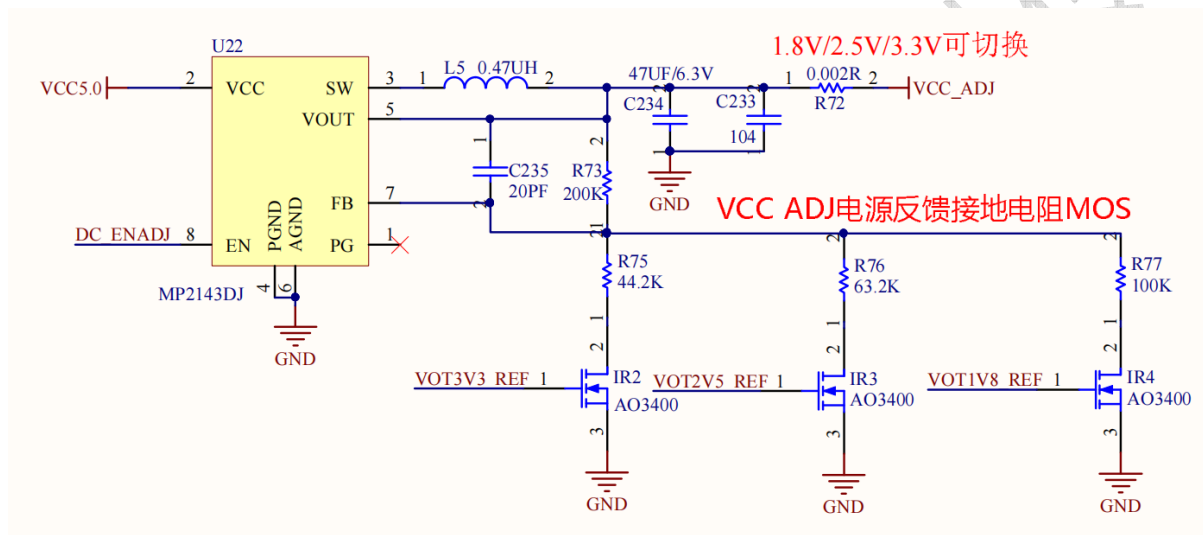 1.8V/2.5V/3.3V可切换
U22
VCC5.0
2
VCC
SW
3
1
L5
0.47UH
2
47UF/6.3V
1
0.002R
2
VCC_ADJ
R72
C234
2
1
C233
2
104
1
VOUT
5
1
C235
20PF
2
2
R73
200K
1
GND
FB
7
VCC ADJ电源反馈接地电阻MOS
DC_ENADJ
8
EN
PGND
AGND
PG
1
4
6
MP2143DJ
GND
2
R75
44.2K
1
2
R76
63.2K
1
2
R77
100K
1
VOT3V3_REF
1
2
IR2
AO3400
3
GND
VOT2V5_REF
1
2
IR3
AO3400
3
GND
VOT1V8_REF
1
2
IR4
AO3400
3
GND